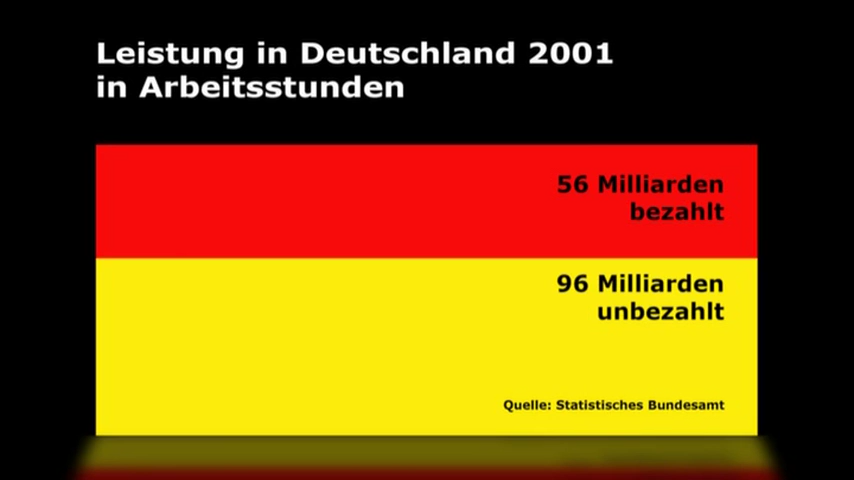 Leistung in Deutschland 2001
in Arbeitsstunden
56 Milliarden
bezahlt
96 Milliarden
unbezahlt
Quelle: Statistisches Bundesamt